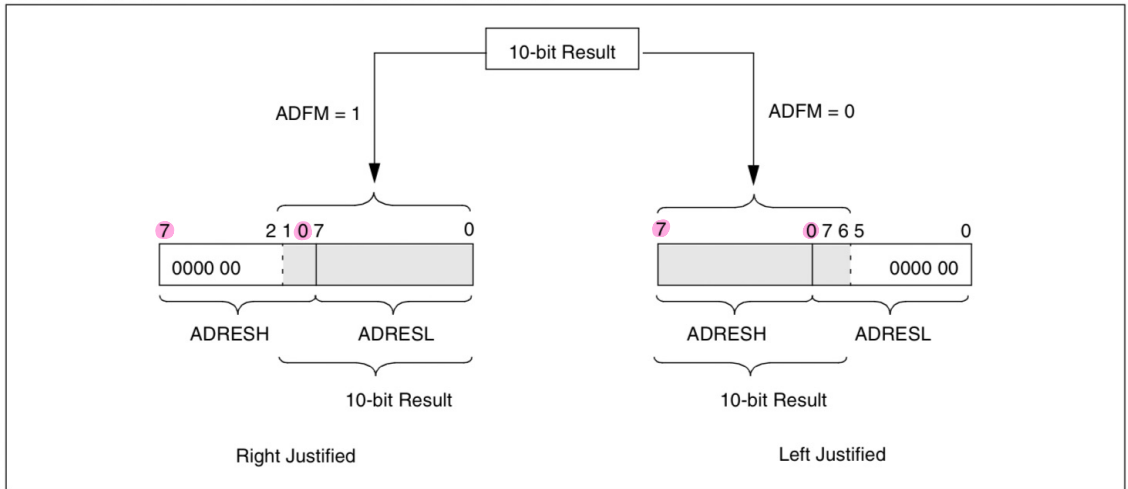 10-bit Result
ADFM = 1
ADFM = 0
7 2 1 0 7 0
7 0 7 6 5 0
0000 00
0000 00
ADRESH
ADRESL
ADRESH
ADRESL
10-bit Result
10-bit Result
Right Justified
Left Justified